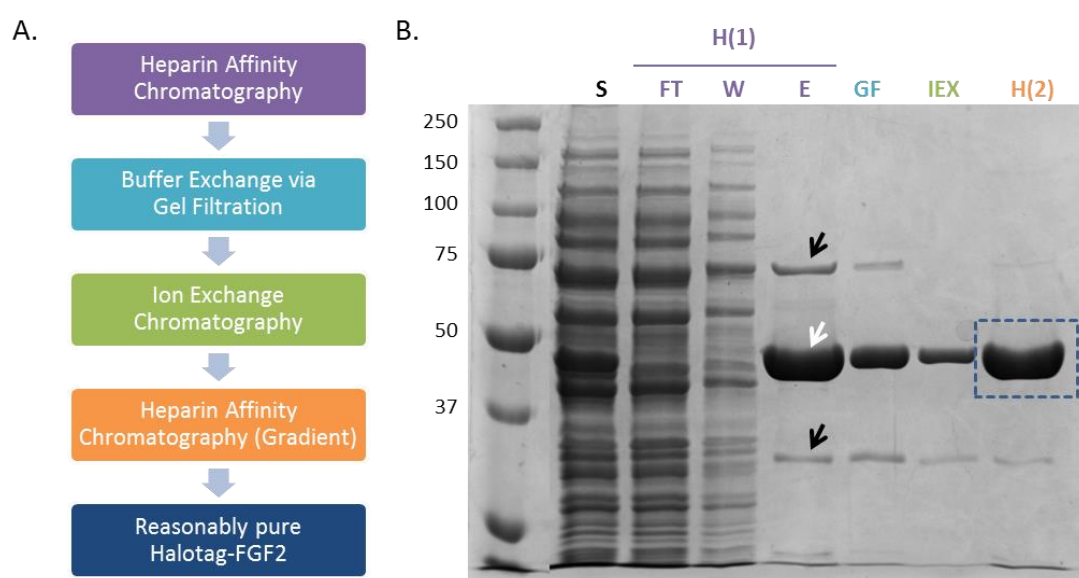 A.
Heparin Affinity
Chromatography
Buffer Exchange via
Gel Filtration
Ion Exchange
Chromatography
Heparin Affinity
Chromatography (Gradient)
Reasonably pure
Halotag-FGF2
B.
H(1)
S FT W E GF IEX H(2)
250
150
100
75
50
37